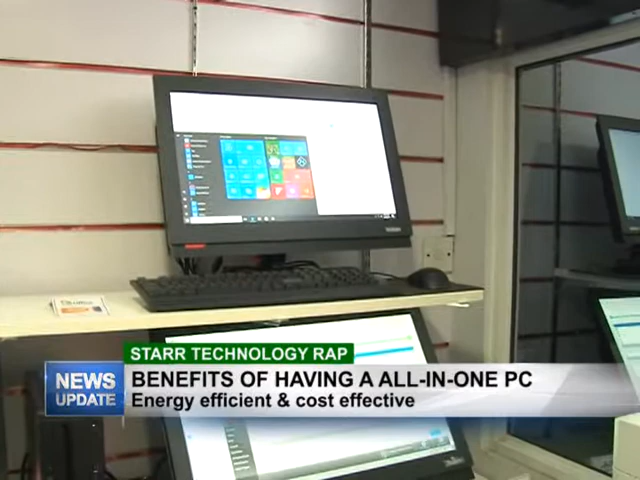 STARR TECHNOLOGY RAP
NEWS
UPDATE
BENEFITS OF HAVING A ALL-IN-ONE PC
Energy efficient & cost effective